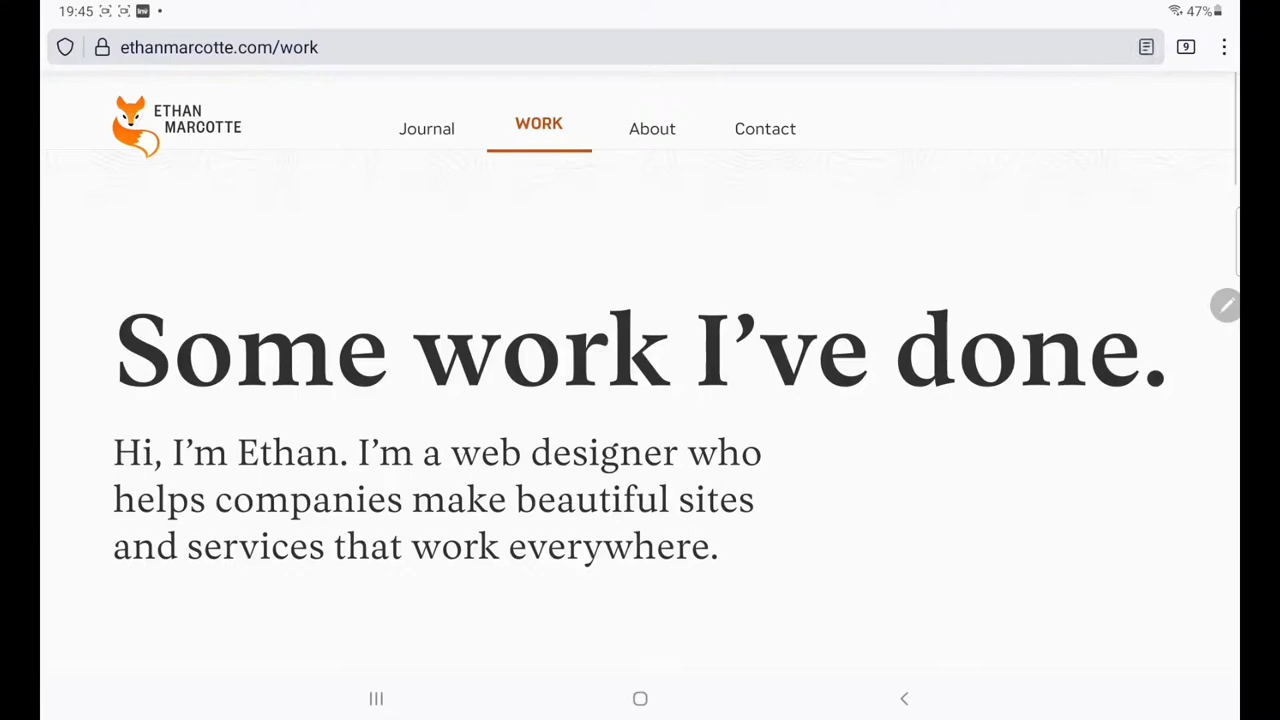 19:45
47%
ethanmarcotte.com/work
9
ETHAN
MARCOTTE
Journal
WORK
About
Contact
Some work I’ve done.
Hi, I’m Ethan. I’m a web designer who
helps companies make beautiful sites
and services that work everywhere.